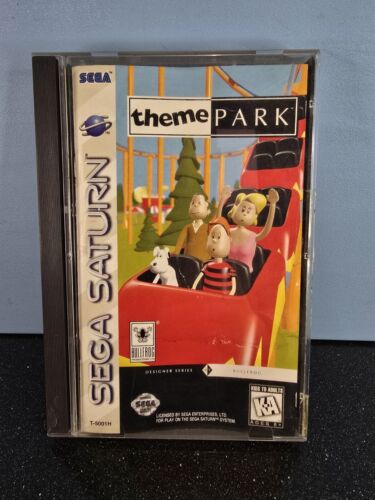 SEGA
theme PARK
SEGA SATURN
T-5001H
BULLFROG
DESIGNER SERIES
BULLFROG
SEGA
LICENSED BY SEGA ENTERPRISES, LTD.
FOR PLAY ON THE SEGA SATURN™ SYSTEM.
KIDS TO ADULTS
K-A